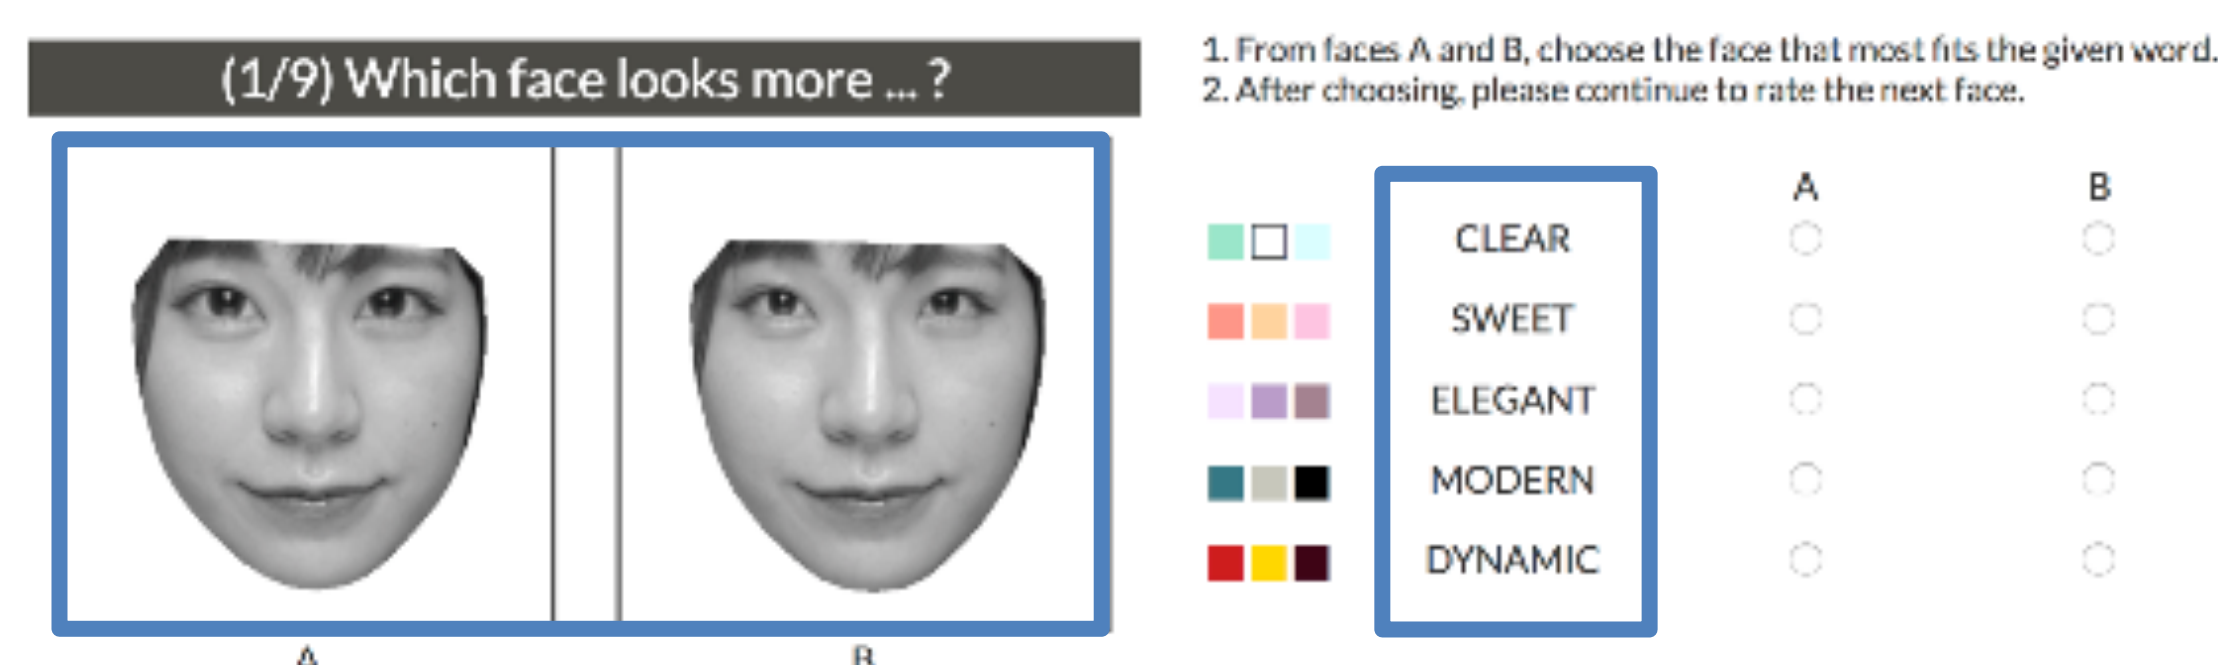 (1/9) Which face looks more ... ?
A
B
1. From faces A and B, choose the face that most fits the given word.
2. After choosing, please continue to rate the next face.
A B
CLEAR
SWEET
ELEGANT
MODERN
DYNAMIC